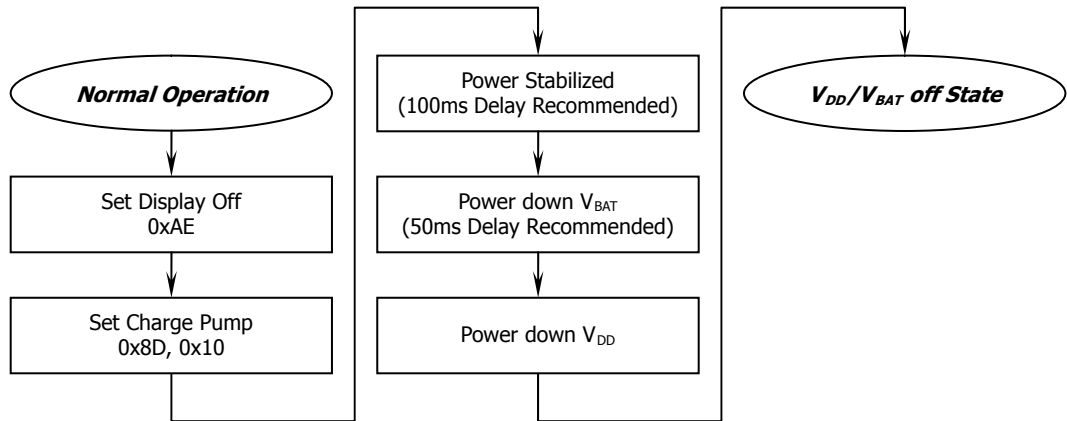 Normal Operation
Set Display Off
0xAE
Set Charge Pump
0x8D, 0x10
Power Stabilized
(100ms Delay Recommended)
Power down VBAT
(50ms Delay Recommended)
Power down VDD
VDD/VBAT off State